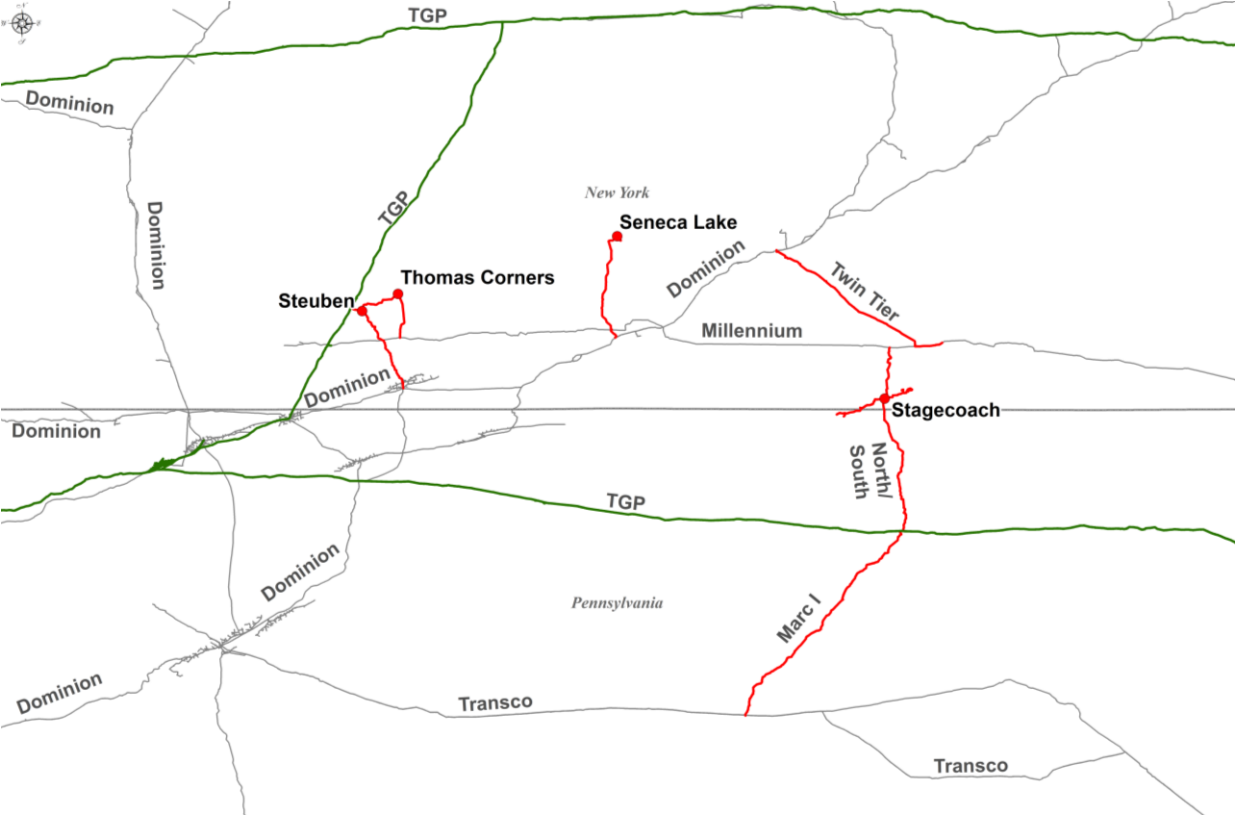 N
W
E
S
TGP
Dominion
TGP
New York
Dominion
Seneca Lake
Dominion
Thomas Corners
Twin Tier
Steuben
Millennium
Dominion
Stagecoach
Dominion
North/
South
TGP
Dominion
Pennsylvania
Marc I
Dominion
Transco
Transco